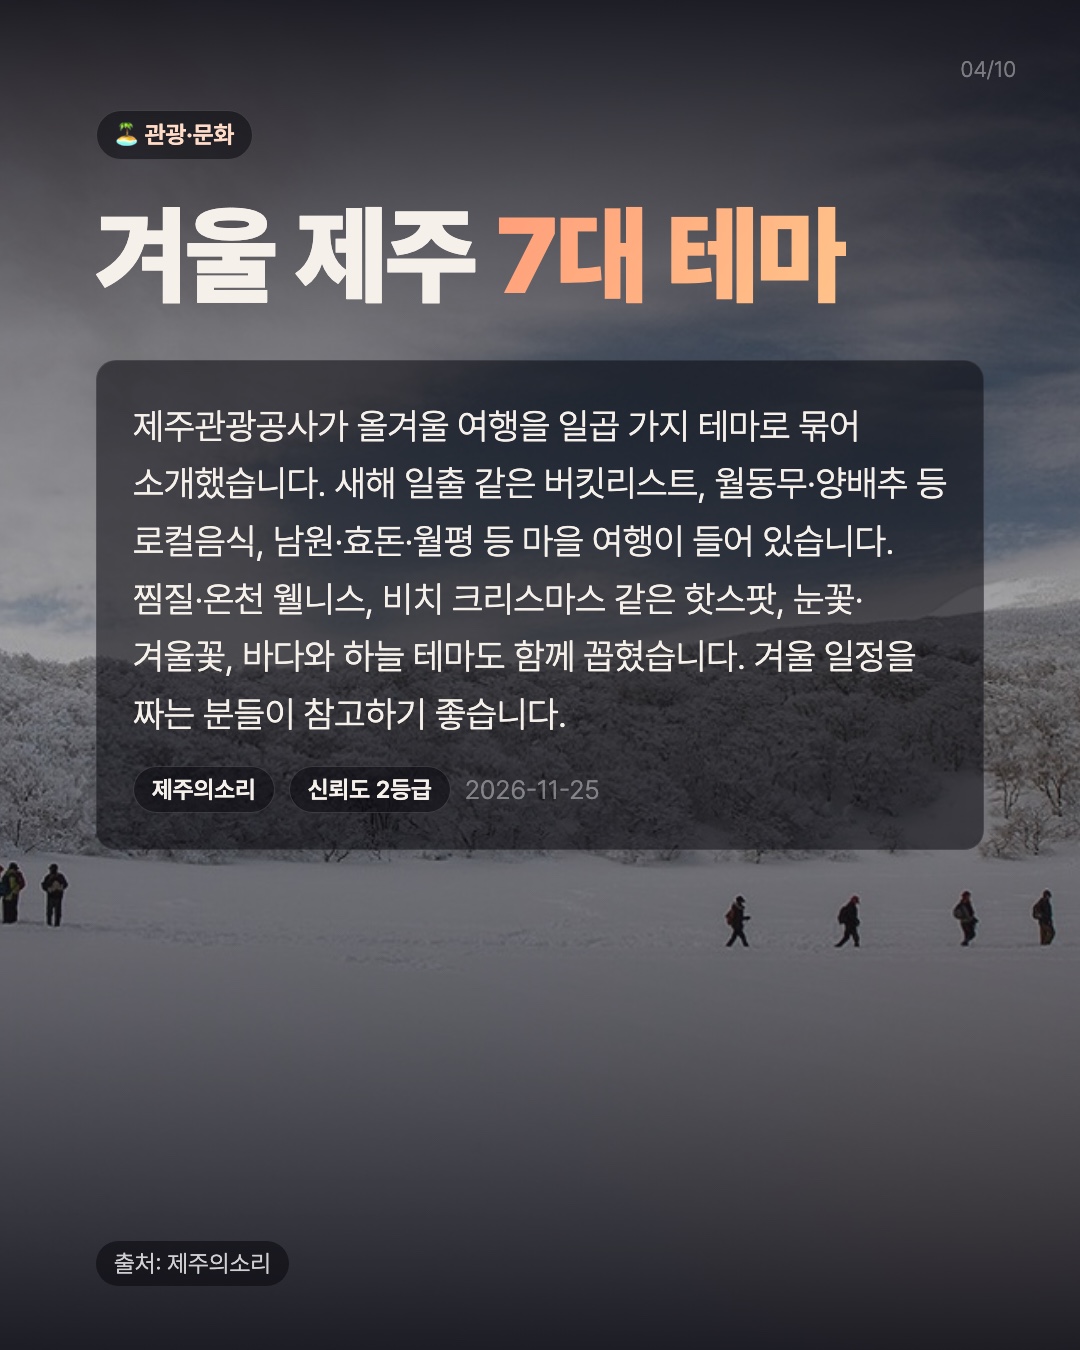 04/10
관광·문화
겨울 제주 7대 테마
제주관광공사가 올겨울 여행을 일곱 가지 테마로 묶어
소개했습니다. 새해 일출 같은 버킷리스트, 월동무·양배추 등
로컬음식, 남원·효돈·월평 등 마을 여행이 들어 있습니다.
찜질·온천 웰니스, 비치 크리스마스 같은 핫스팟, 눈꽃·
겨울꽃, 바다와 하늘 테마도 함께 꼽혔습니다. 겨울 일정을
짜는 분들이 참고하기 좋습니다.
제주의소리 신뢰도 2등급 2026-11-25
출처: 제주의소리